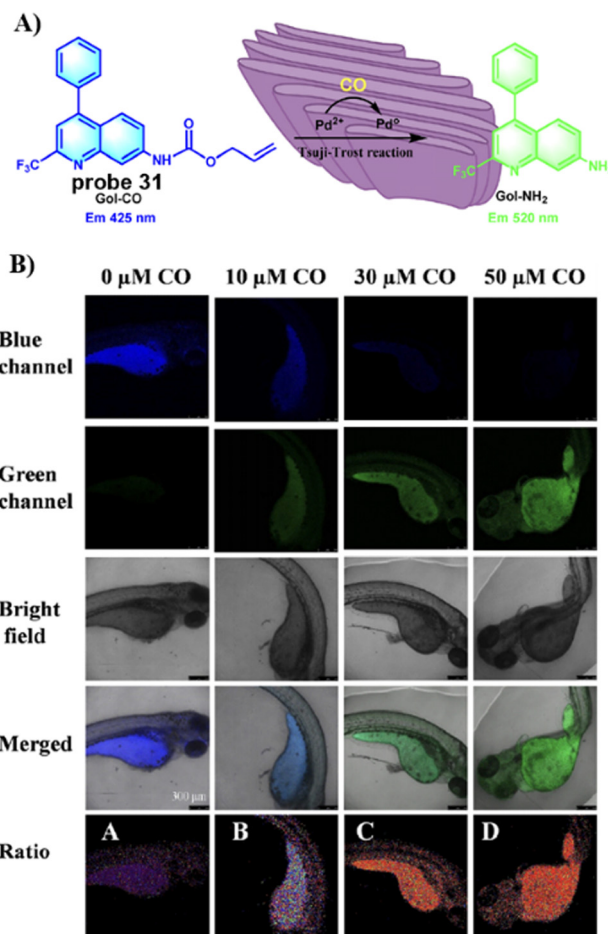 A)
O
N
NH
O
F₃C
probe 31
Gol-CO
Em 425 nm
CO
Pd²⁺ Pd⁰
Tsuji-Trost reaction
F₃C
N
NH
Gol-NH₂
Em 520 nm
B)
0 µM CO 10 µM CO 30 µM CO 50 µM CO
Blue
channel
Green
channel
Bright
field
Merged
300 µm
Ratio
A B C D